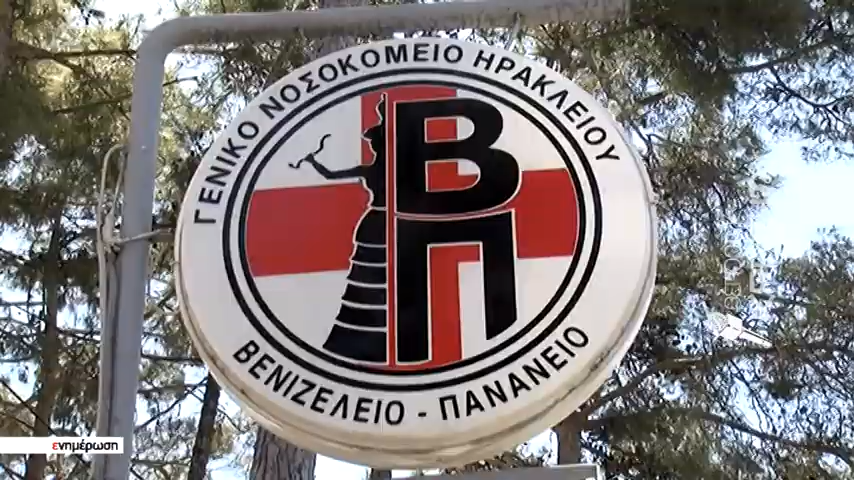 ΓΕΝΙΚΟ ΝΟΣΟΚΟΜΕΙΟ ΗΡΑΚΛΕΙΟΥ
ΒΠ
ΒΕΝΙΖΕΛΕΙΟ - ΠΑΝΑΝΕΙΟ
ενημέρωση